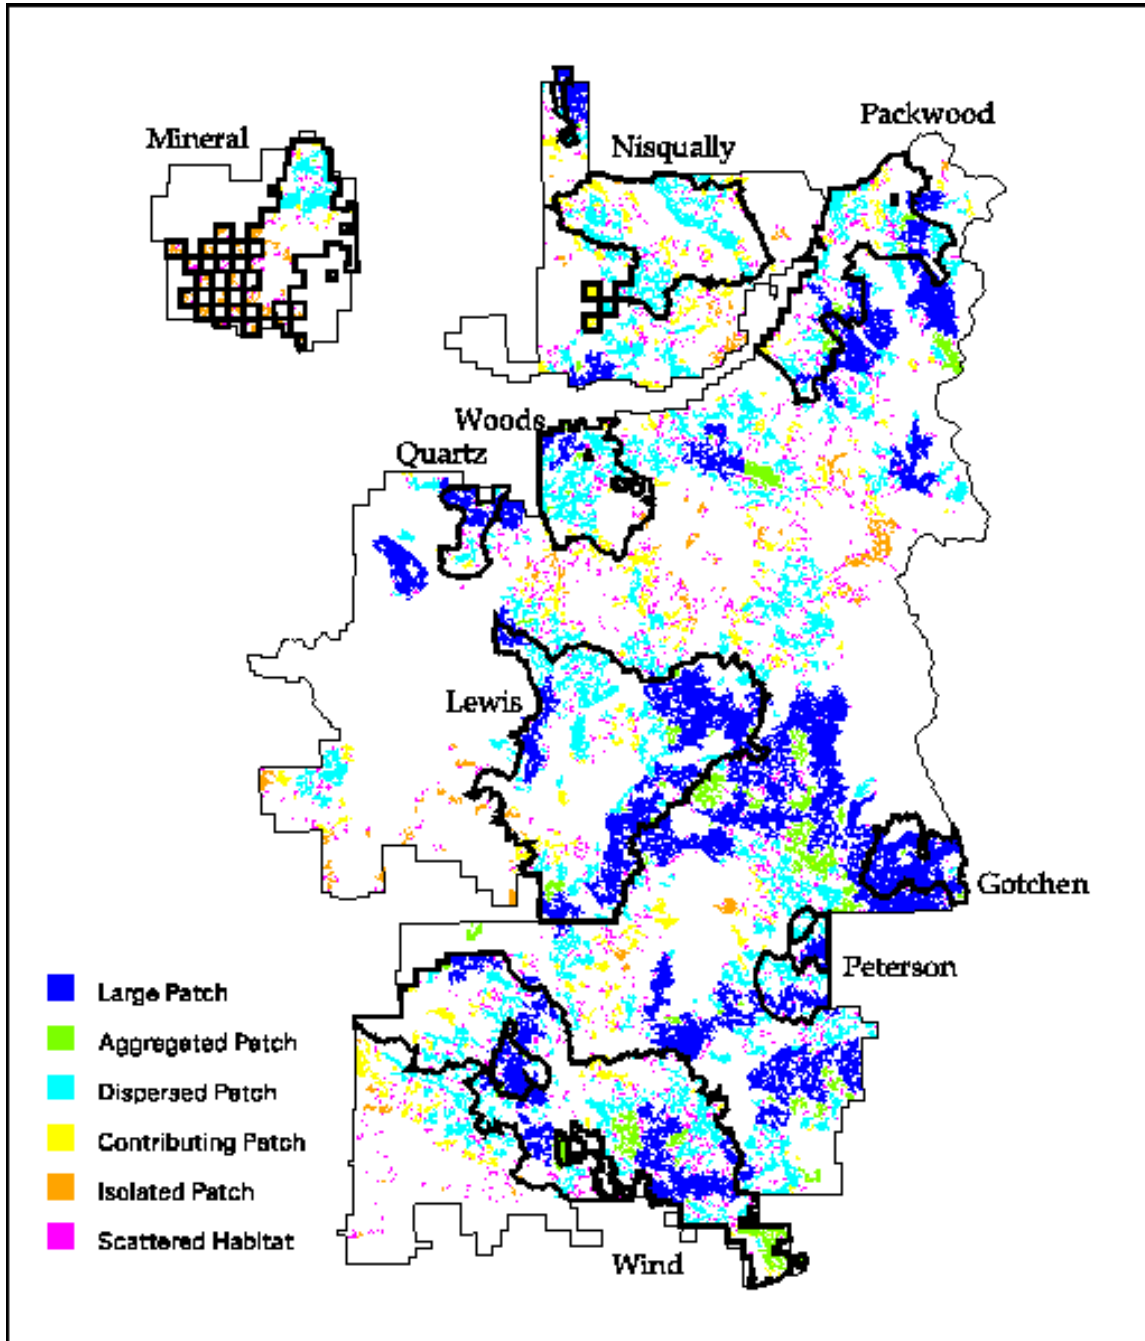 Packwood
Mineral
Nisqually
Woods
Quartz
Lewis
Gotchen
Peterson
Large Patch
Aggregated Patch
Dispersed Patch
Contributing Patch
Isolated Patch
Scattered Habitat
Wind